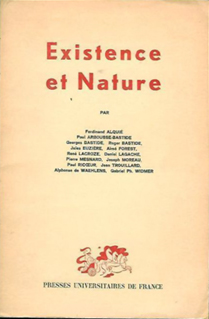 Existence
et Nature
PAR
Ferdinand ALQUIÉ
Paul ARBOUSSE-BASTIDE
Georges BASTIDE, Roger BASTIDE,
Jules BUZIÈRE, Aimé FOREST,
René LACROZE, Daniel LAGACHE,
Pierre MESNARD, Joseph MOREAU,
Paul RICŒUR, Jean TROUILLARD,
Alphonse de WAEHLENS, Gabriel Ph. WIDMER
PRESSES UNIVERSITAIRES DE FRANCE